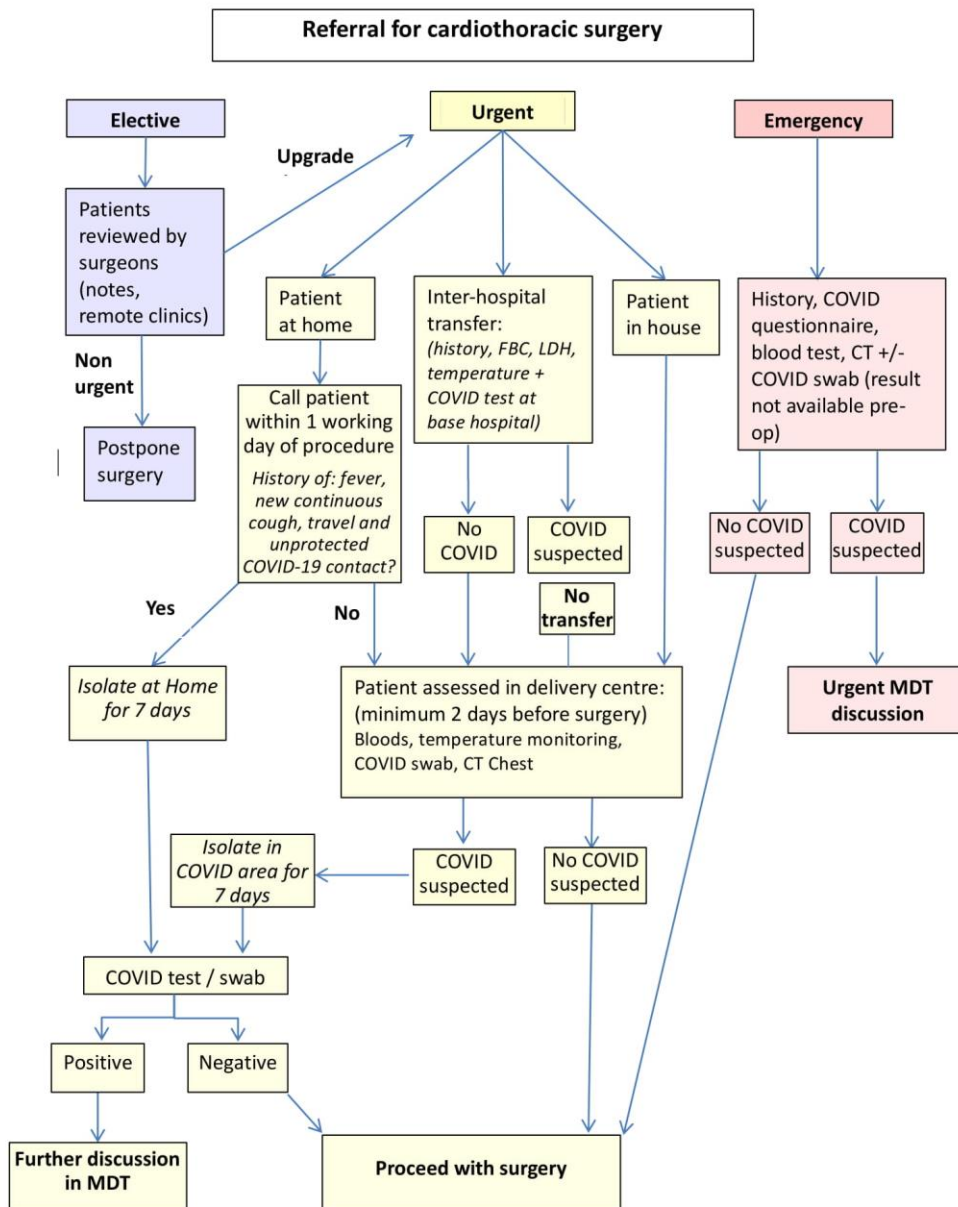 Referral for cardiothoracic surgery
Elective
Urgent
Emergency
Upgrade
Patients
reviewed by
surgeons
(notes,
remote clinics)
Non
urgent
Postpone
surgery
Patient
at home
Inter-hospital
transfer:
(history, FBC, LDH,
temperature +
COVID test at
base hospital)
Patient
in house
History, COVID
questionnaire,
blood test, CT +/-
COVID swab (result
not available pre-
op)
Call patient
within 1 working
day of procedure
History of: fever,
new continuous
cough, travel and
unprotected
COVID-19 contact?
No
COVID
COVID
suspected
No COVID
suspected
COVID
suspected
No
transfer
Yes
No
Isolate at Home
for 7 days
Patient assessed in delivery centre:
(minimum 2 days before surgery)
Bloods, temperature monitoring,
COVID swab, CT Chest
Urgent MDT
discussion
Isolate in
COVID area for
7 days
COVID
suspected
No COVID
suspected
COVID test / swab
Positive
Negative
Further discussion
in MDT
Proceed with surgery